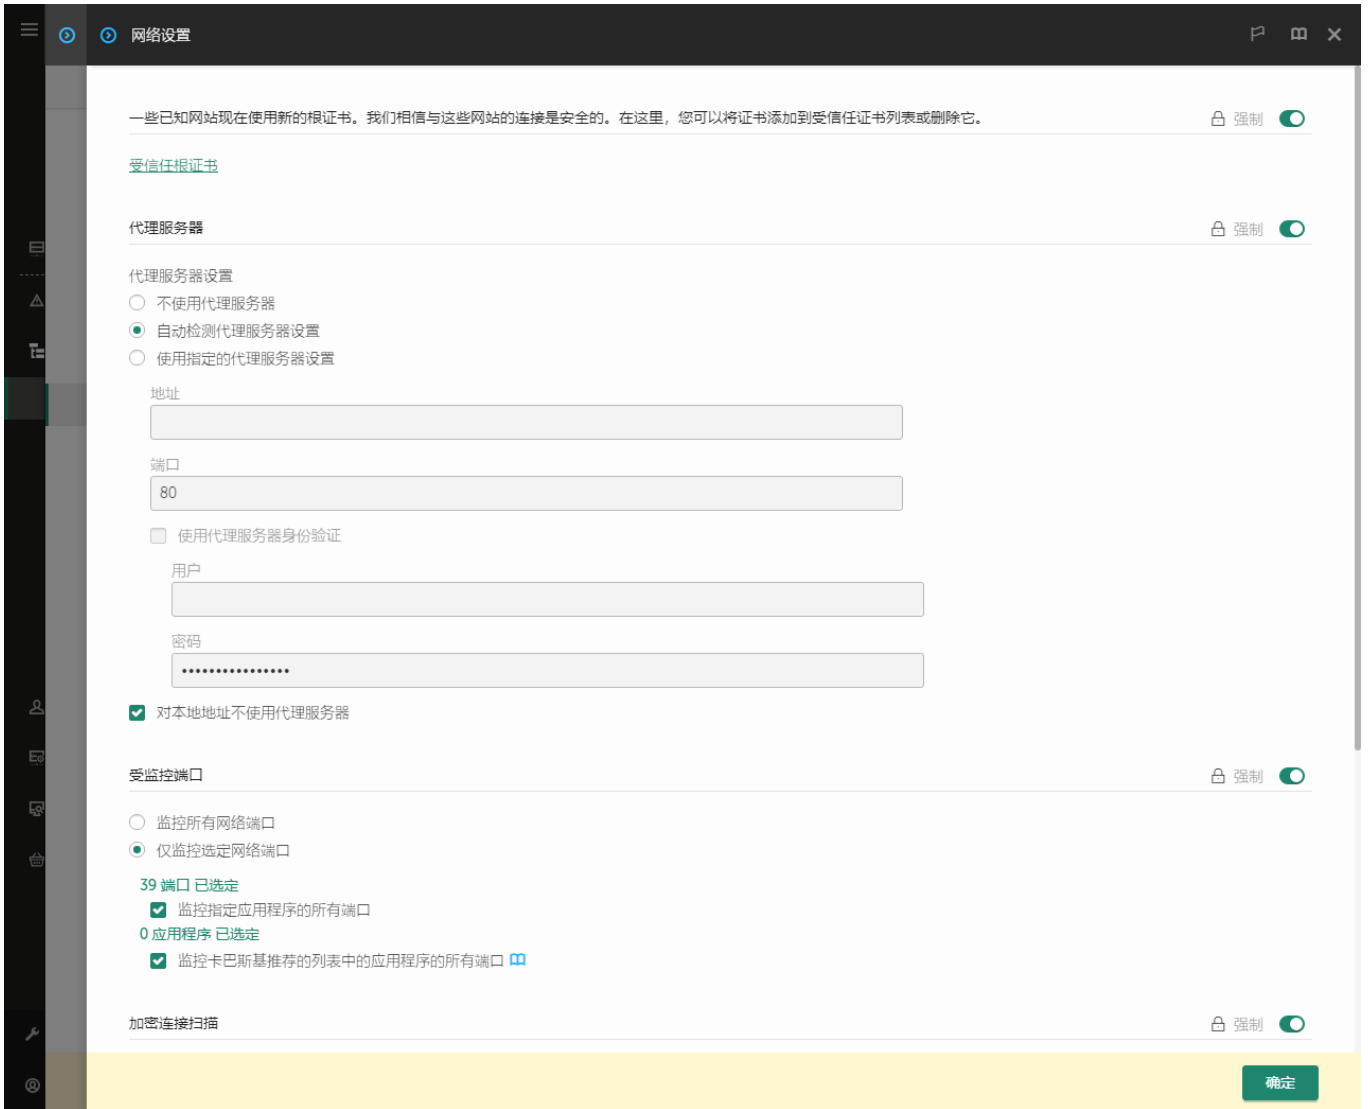 网络设置
一些已知网站现在使用新的根证书。我们相信与这些网站的连接是安全的。在这里，您可以将证书添加到受信任证书列表或删除它。 强制
受信任根证书
代理服务器 强制
代理服务器设置
不使用代理服务器
自动检测代理服务器设置
使用指定的代理服务器设置
地址
端口
80
使用代理服务器身份验证
用户
密码
••••••••••••••••
对本地地址不使用代理服务器
受监控端口 强制
监控所有网络端口
仅监控选定网络端口
39 端口 已选定
监控指定应用程序的所有端口
0 应用程序 已选定
监控卡巴斯基推荐的列表中的应用程序的所有端口
加密连接扫描 强制
确定